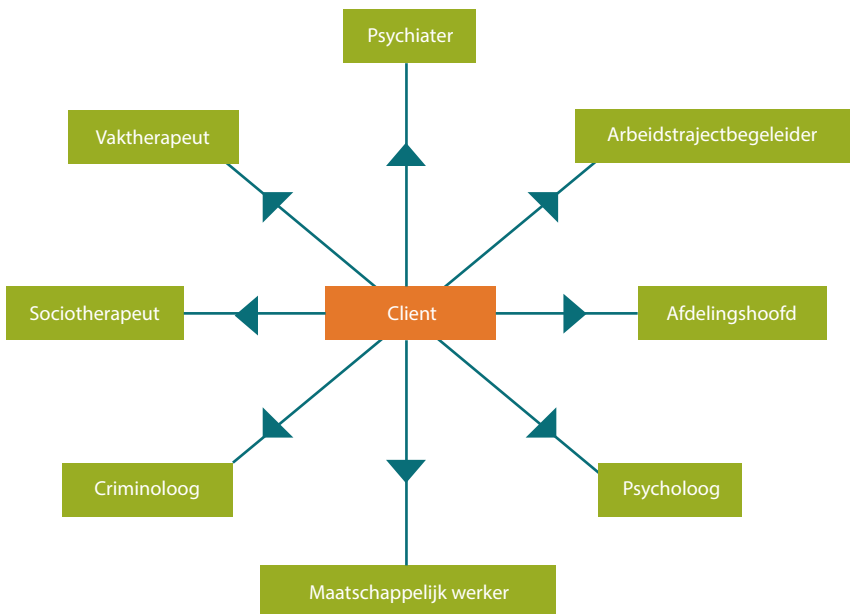 Psychiater
Vaktherapeut
Arbeidstrajectbegeleider
Sociotherapeut
Client
Afdelingshoofd
Criminoloog
Psycholoog
Maatschappelijk werker